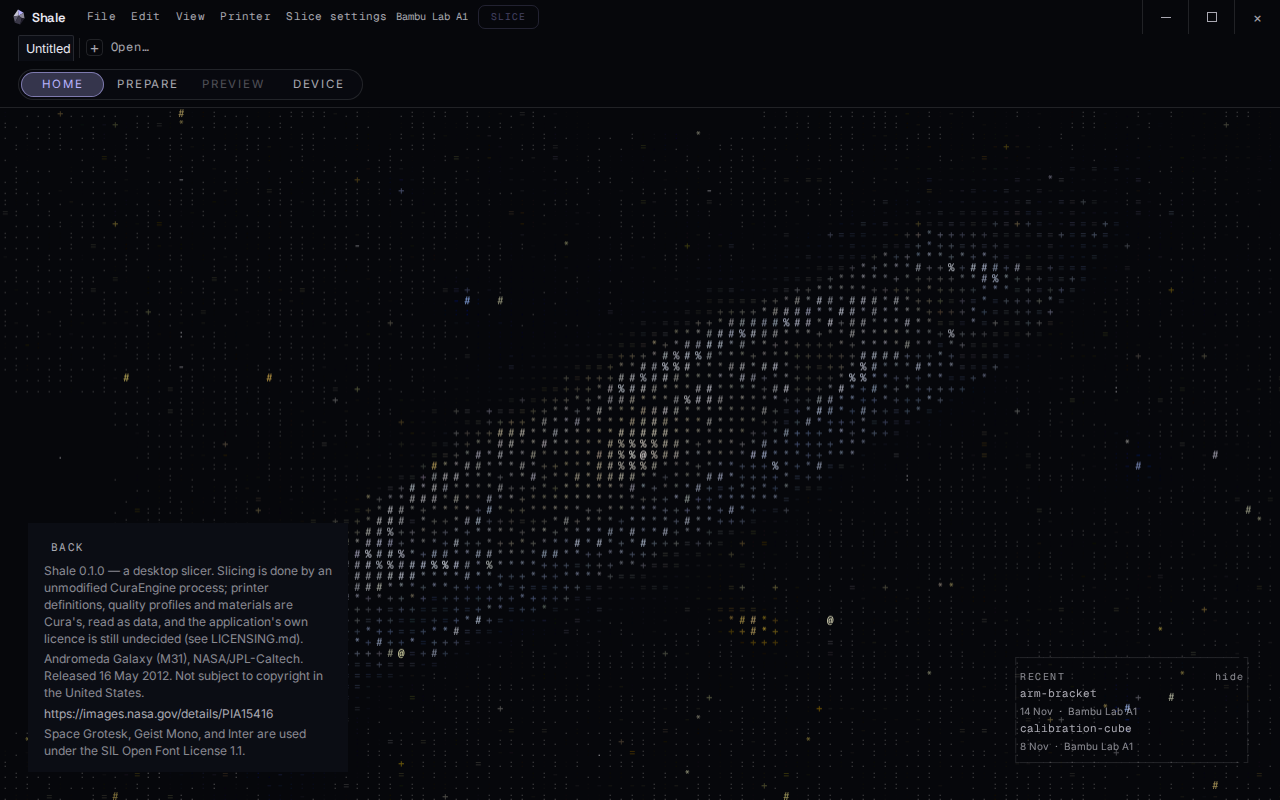 Shale File Edit View Printer Slice settings Bambu Lab A1 SLICE
Untitled + Open…
HOME PREPARE PREVIEW DEVICE
BACK
Shale 0.1.0 — a desktop slicer. Slicing is done by an
unmodified CuraEngine process; printer
definitions, quality profiles and materials are
Cura's, read as data, and the application's own
licence is still undecided (see LICENSING.md).
Andromeda Galaxy (M31), NASA/JPL-Caltech.
Released 16 May 2012. Not subject to copyright in
the United States.
https://images.nasa.gov/details/PIA15416
Space Grotesk, Geist Mono, and Inter are used
under the SIL Open Font License 1.1.
RECENT hide
arm-bracket
14 Nov · Bambu Lab A1
calibration-cube
8 Nov · Bambu Lab A1